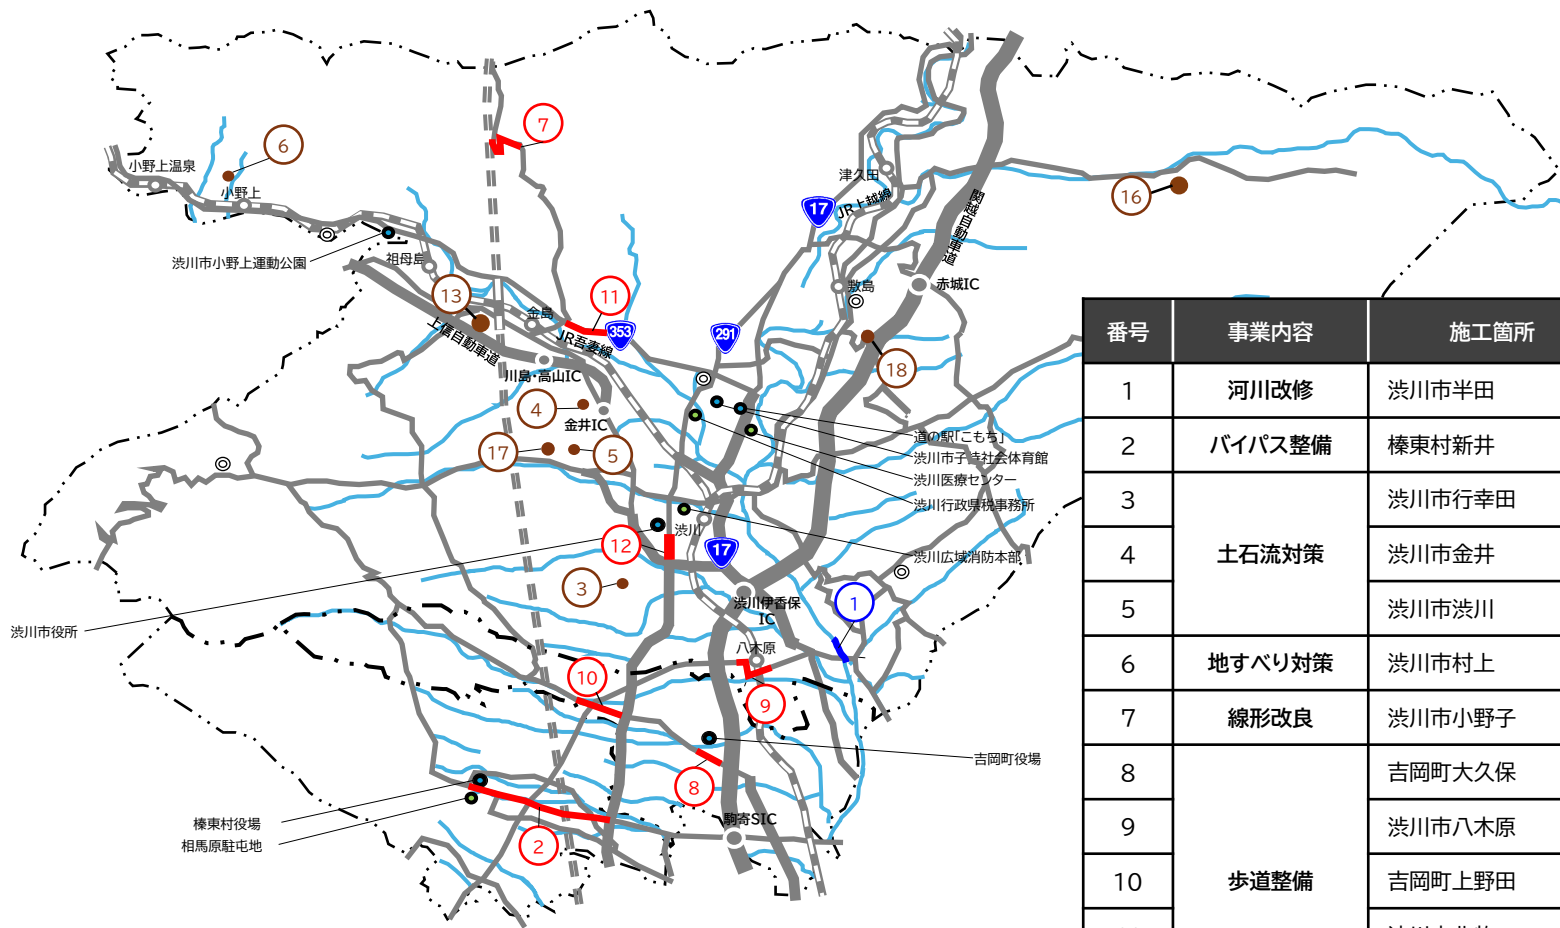 7
6
小野上温泉
小野上
津久田
17
JR上越線
関越自動車道
16
渋川市小野上運動公園
祖母島
敷島
赤城IC
13
11
金島
353
291
上信自動車道
JR吾妻線
18
川島・高山IC
4
金井IC
17
5
道の駅「こもち」
渋川市子持社会体育館
渋川医療センター
渋川行政県税事務所
渋川
12
17
渋川広域消防本部
3
渋川伊香保
IC
1
渋川市役所
八木原
10
9
吉岡町役場
8
榛東村役場
相馬原駐屯地
2
駒寄SIC
番号 事業内容 施工箇所
1 河川改修 渋川市半田
2 バイパス整備 榛東村新井
3 渋川市行幸田
4 土石流対策 渋川市金井
5 渋川市渋川
6 地すべり対策 渋川市村上
7 線形改良 渋川市小野子
8 吉岡町大久保
9 渋川市八木原
10 歩道整備 吉岡町上野田